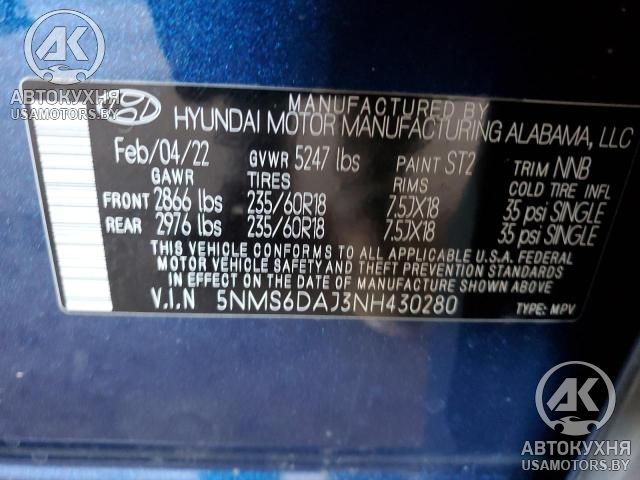 AK
АВТОКУХНЯ
USAMOTORS.BY
MANUFACTURED BY
HYUNDAI MOTOR MANUFACTURING ALABAMA, LLC
Feb/04/22 GVWR 5247 lbs PAINT ST2 TRIM NNB
GAWR TIRES RIMS COLD TIRE INFL
FRONT 2866 lbs 235/60R18 7.5JX18 35 psi SINGLE
REAR 2976 lbs 235/60R18 7.5JX18 35 psi SINGLE
THIS VEHICLE CONFORMS TO ALL APPLICABLE U.S.A. FEDERAL
MOTOR VEHICLE SAFETY AND THEFT PREVENTION STANDARDS
IN EFFECT ON THE DATE OF MANUFACTURE SHOWN ABOVE.
V.I.N 5NMS6DAJ3NH430280 TYPE: MPV
AK
АВТОКУХНЯ
USAMOTORS.BY